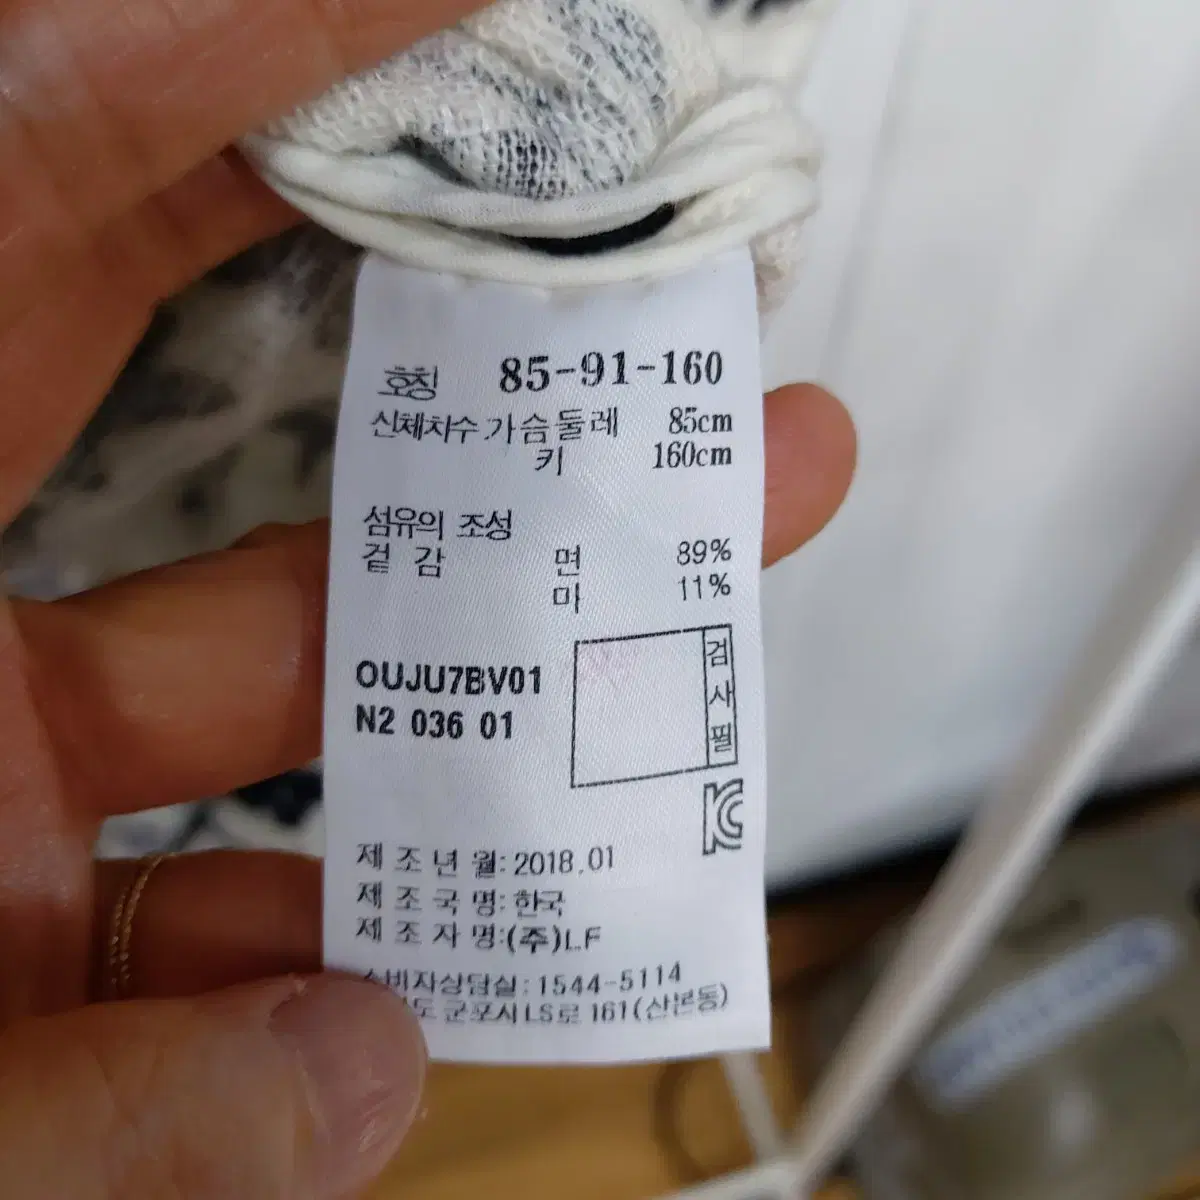 호칭 85-91-160
신체치수 가슴둘레 85cm
키 160cm
섬유의 조성
겉 감 면 89%
마 11%
OUJU7BV01
N2 036 01
검사필
제 조 년 월: 2018.01
제 조 국 명: 한국
제 조 자 명:(주)LF
소비자상담실: 1544-5114
군포시 LS로 161(산본동)